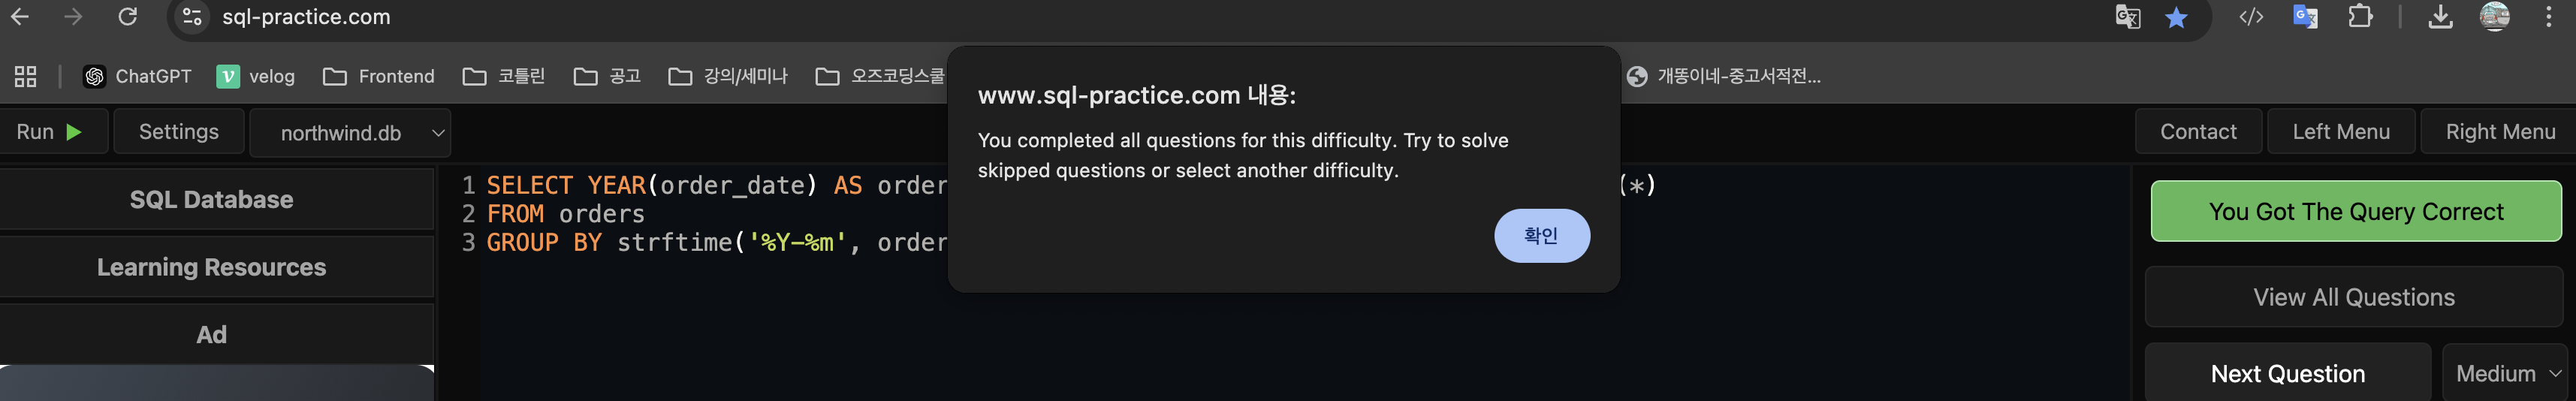 sql-practice.com
ChatGPT
velog
Frontend
코틀린
공고
강의/세미나
오즈코딩스쿨
개똥이네-중고서적전...
www.sql-practice.com 내용:
You completed all questions for this difficulty. Try to solve
skipped questions or select another difficulty.
확인
Run
Settings
northwind.db
Contact
Left Menu
Right Menu
SQL Database
Learning Resources
Ad
1 SELECT YEAR(order_date) AS order (*)
2 FROM orders
3 GROUP BY strftime('%Y-%m', order
You Got The Query Correct
View All Questions
Next Question
Medium